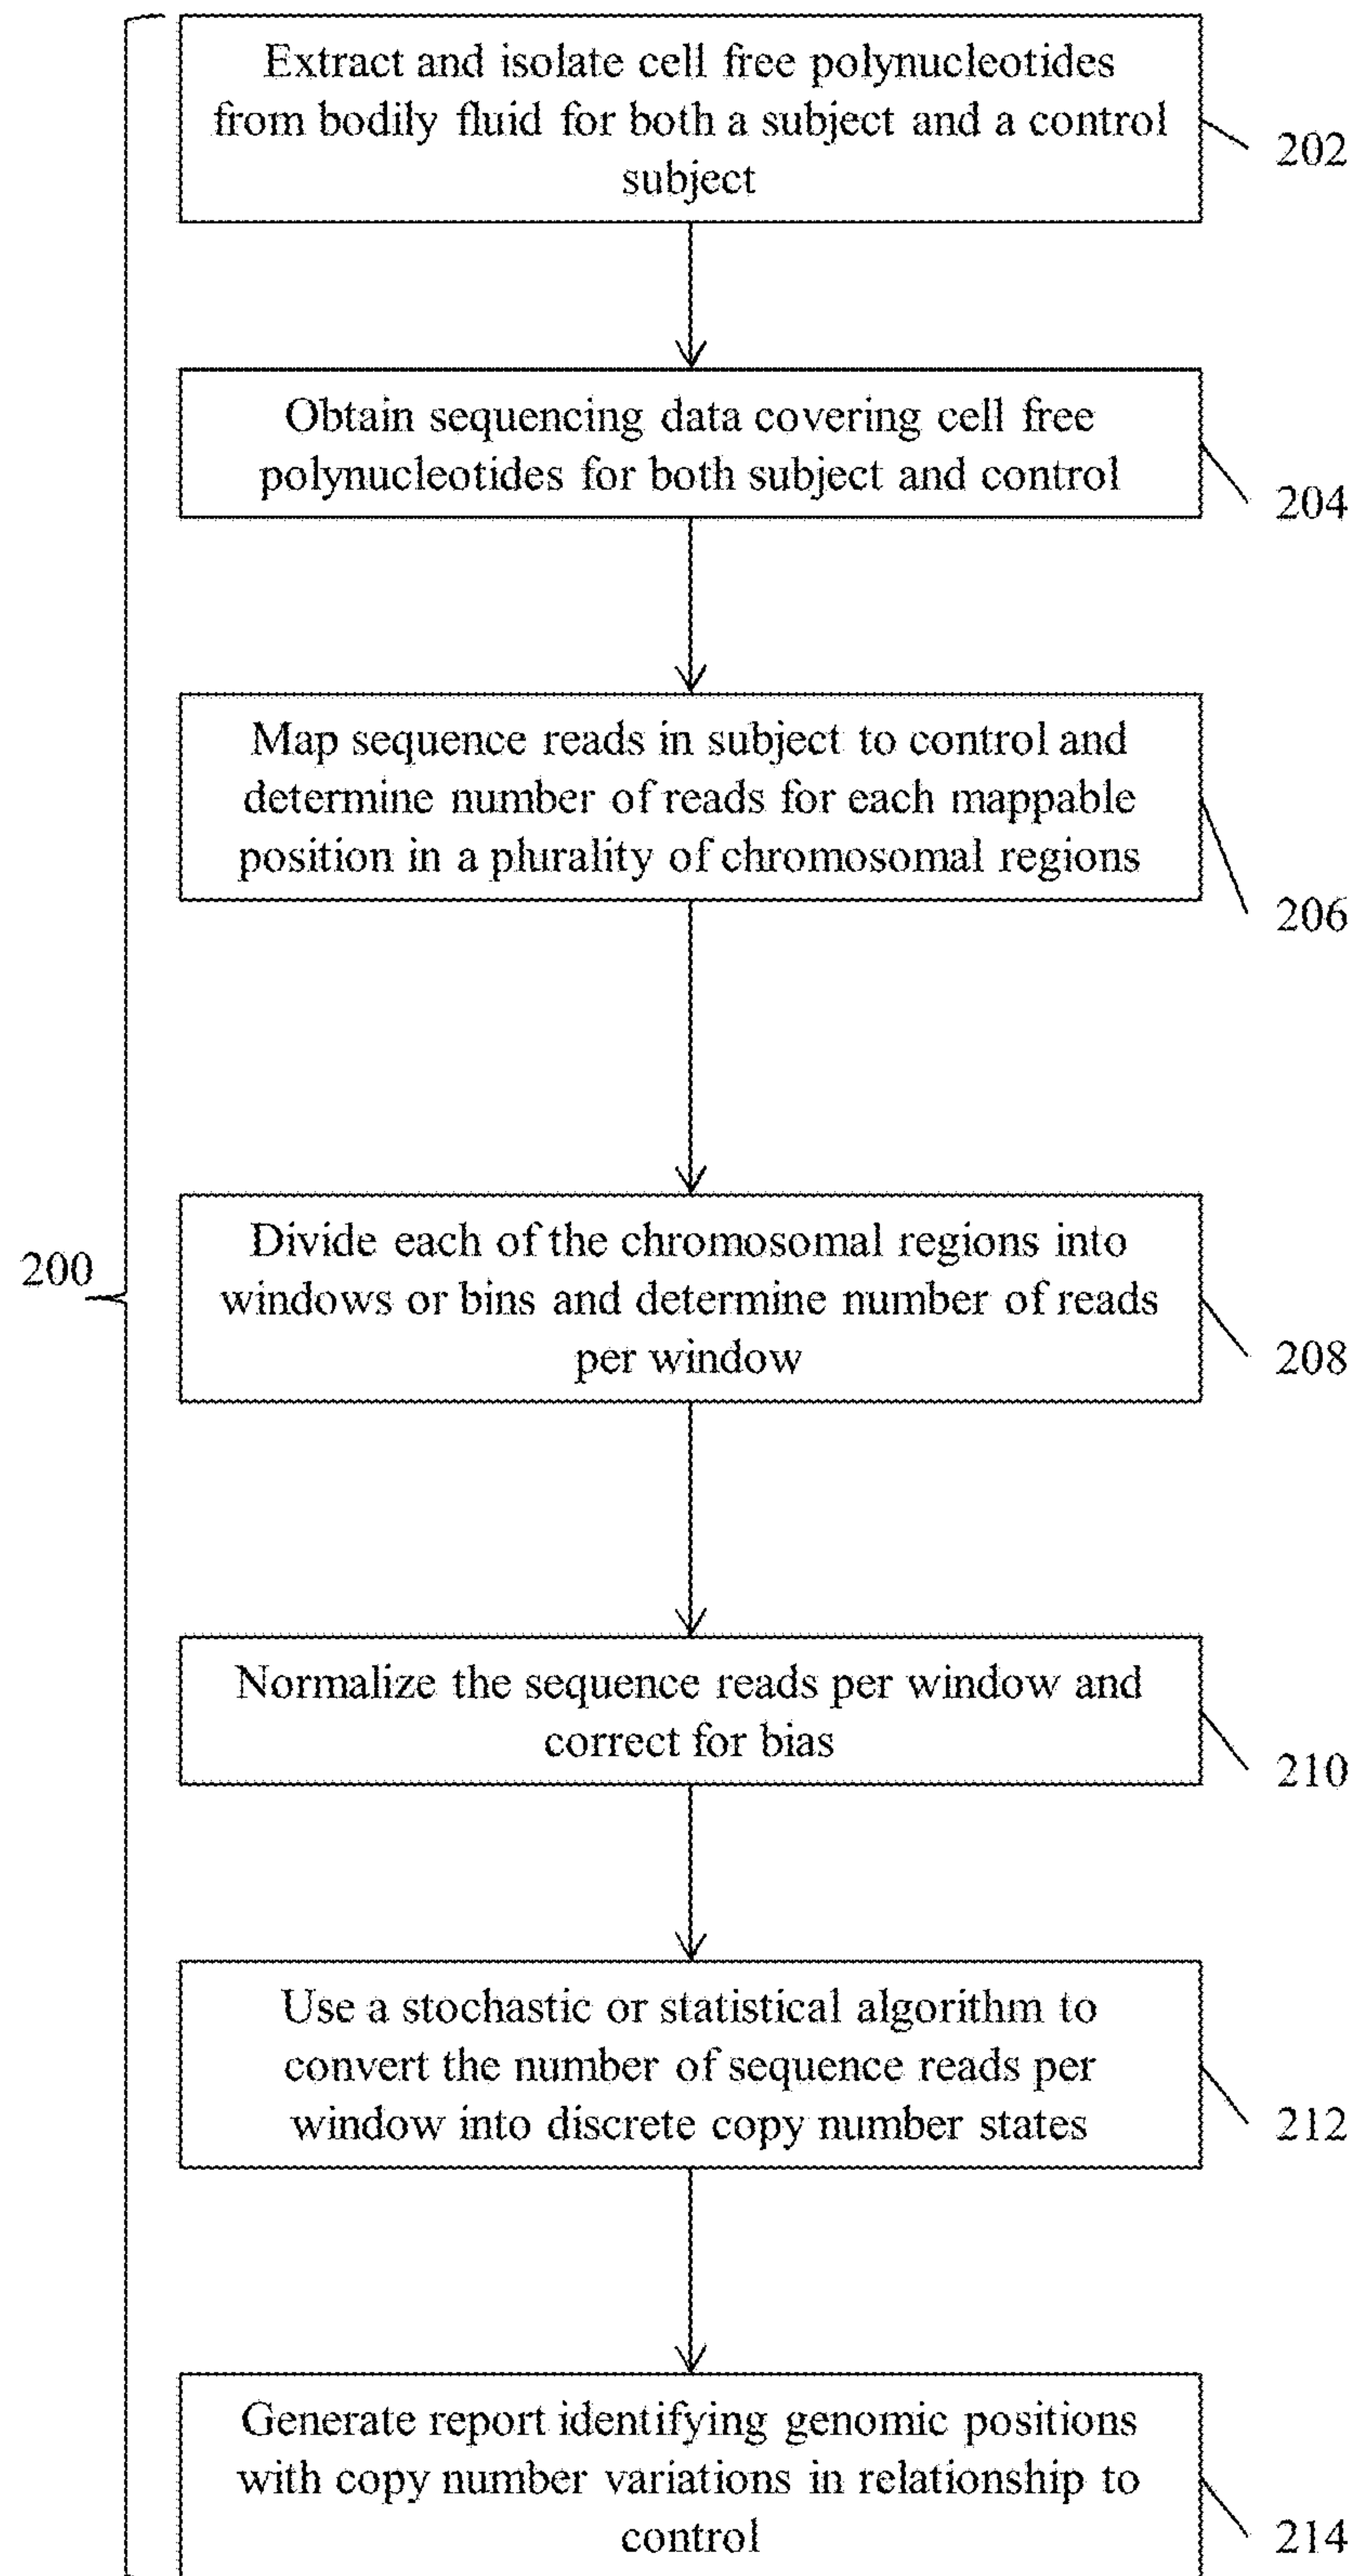 Extract and isolate cell free polynucleotides
from bodily fluid for both a subject and a control
subject
202
Obtain sequencing data covering cell free
polynucleotides for both subject and control
204
Map sequence reads in subject to control and
determine number of reads for each mappable
position in a plurality of chromosomal regions
206
200
Divide each of the chromosomal regions into
windows or bins and determine number of reads
per window
208
Normalize the sequence reads per window and
correct for bias
210
Use a stochastic or statistical algorithm to
convert the number of sequence reads per
window into discrete copy number states
212
Generate report identifying genomic positions
with copy number variations in relationship to
control
214